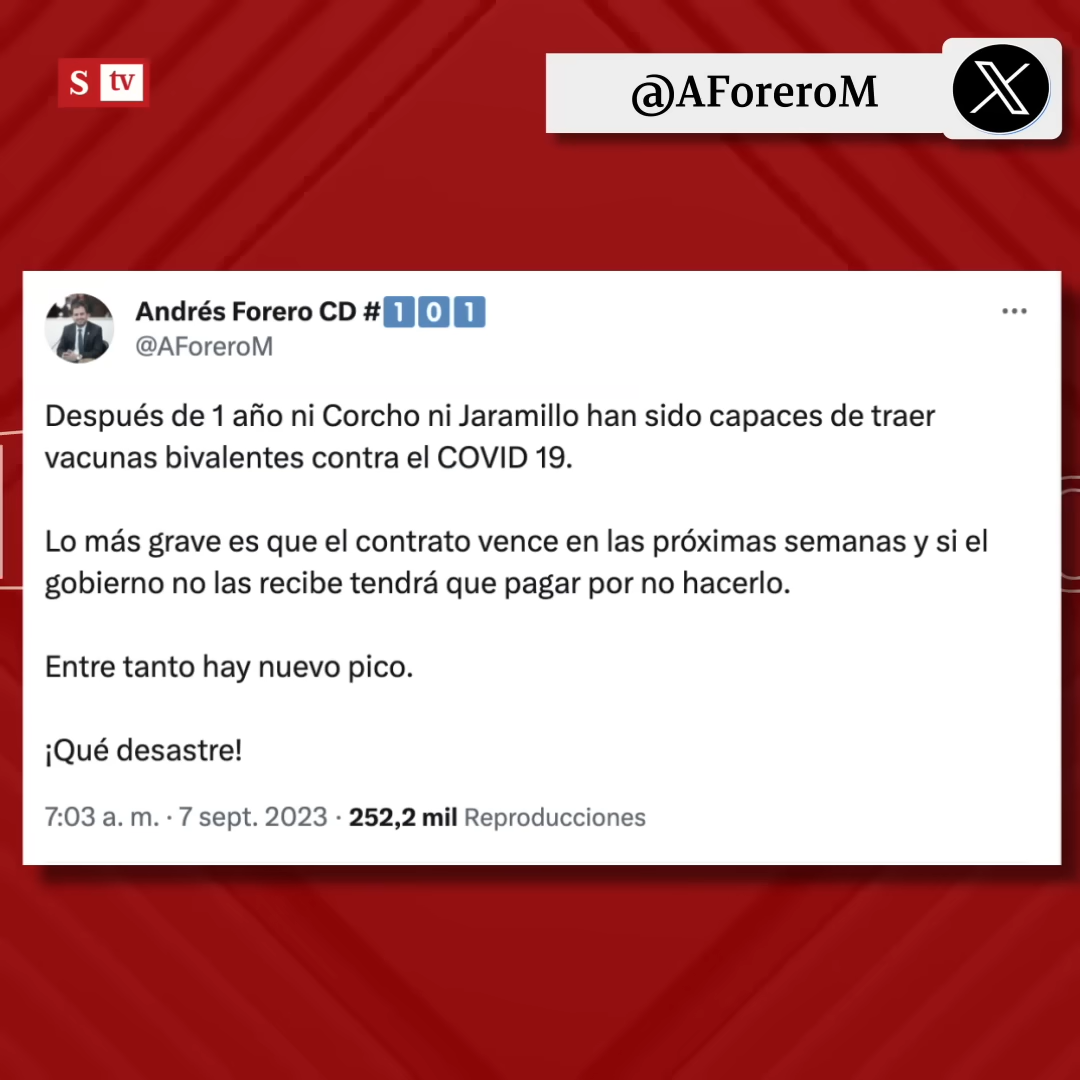 S tv
@AForeroM
Andrés Forero CD #1️⃣0️⃣1️⃣
@AForeroM
Después de 1 año ni Corcho ni Jaramillo han sido capaces de traer
vacunas bivalentes contra el COVID 19.
Lo más grave es que el contrato vence en las próximas semanas y si el
gobierno no las recibe tendrá que pagar por no hacerlo.
Entre tanto hay nuevo pico.
¡Qué desastre!
7:03 a. m. · 7 sept. 2023 · 252,2 mil Reproducciones